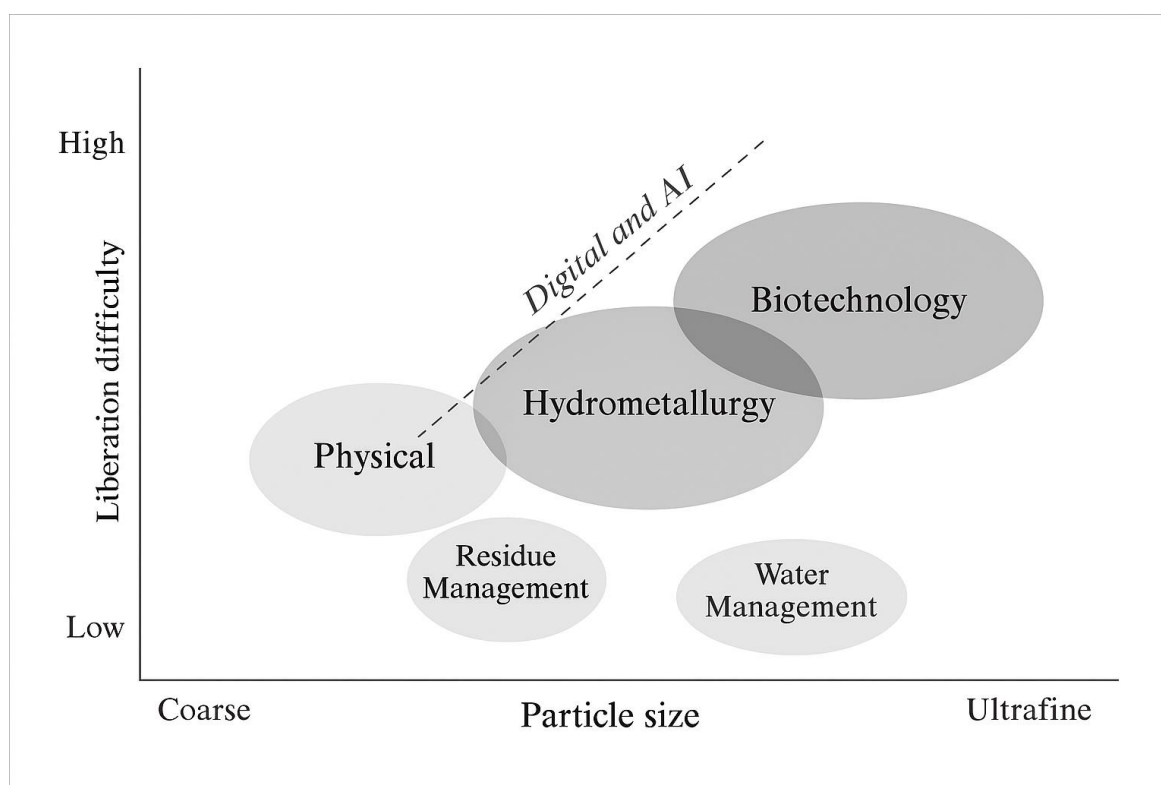 High
Digital and AI
Biotechnology
Liberation difficulty
Hydrometallurgy
Physical
Residue
Management
Water
Management
Low
Coarse
Particle size
Ultrafine